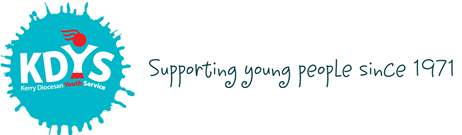 KDYS
Kerry Diocesan Youth Service
Supporting young people since 1971